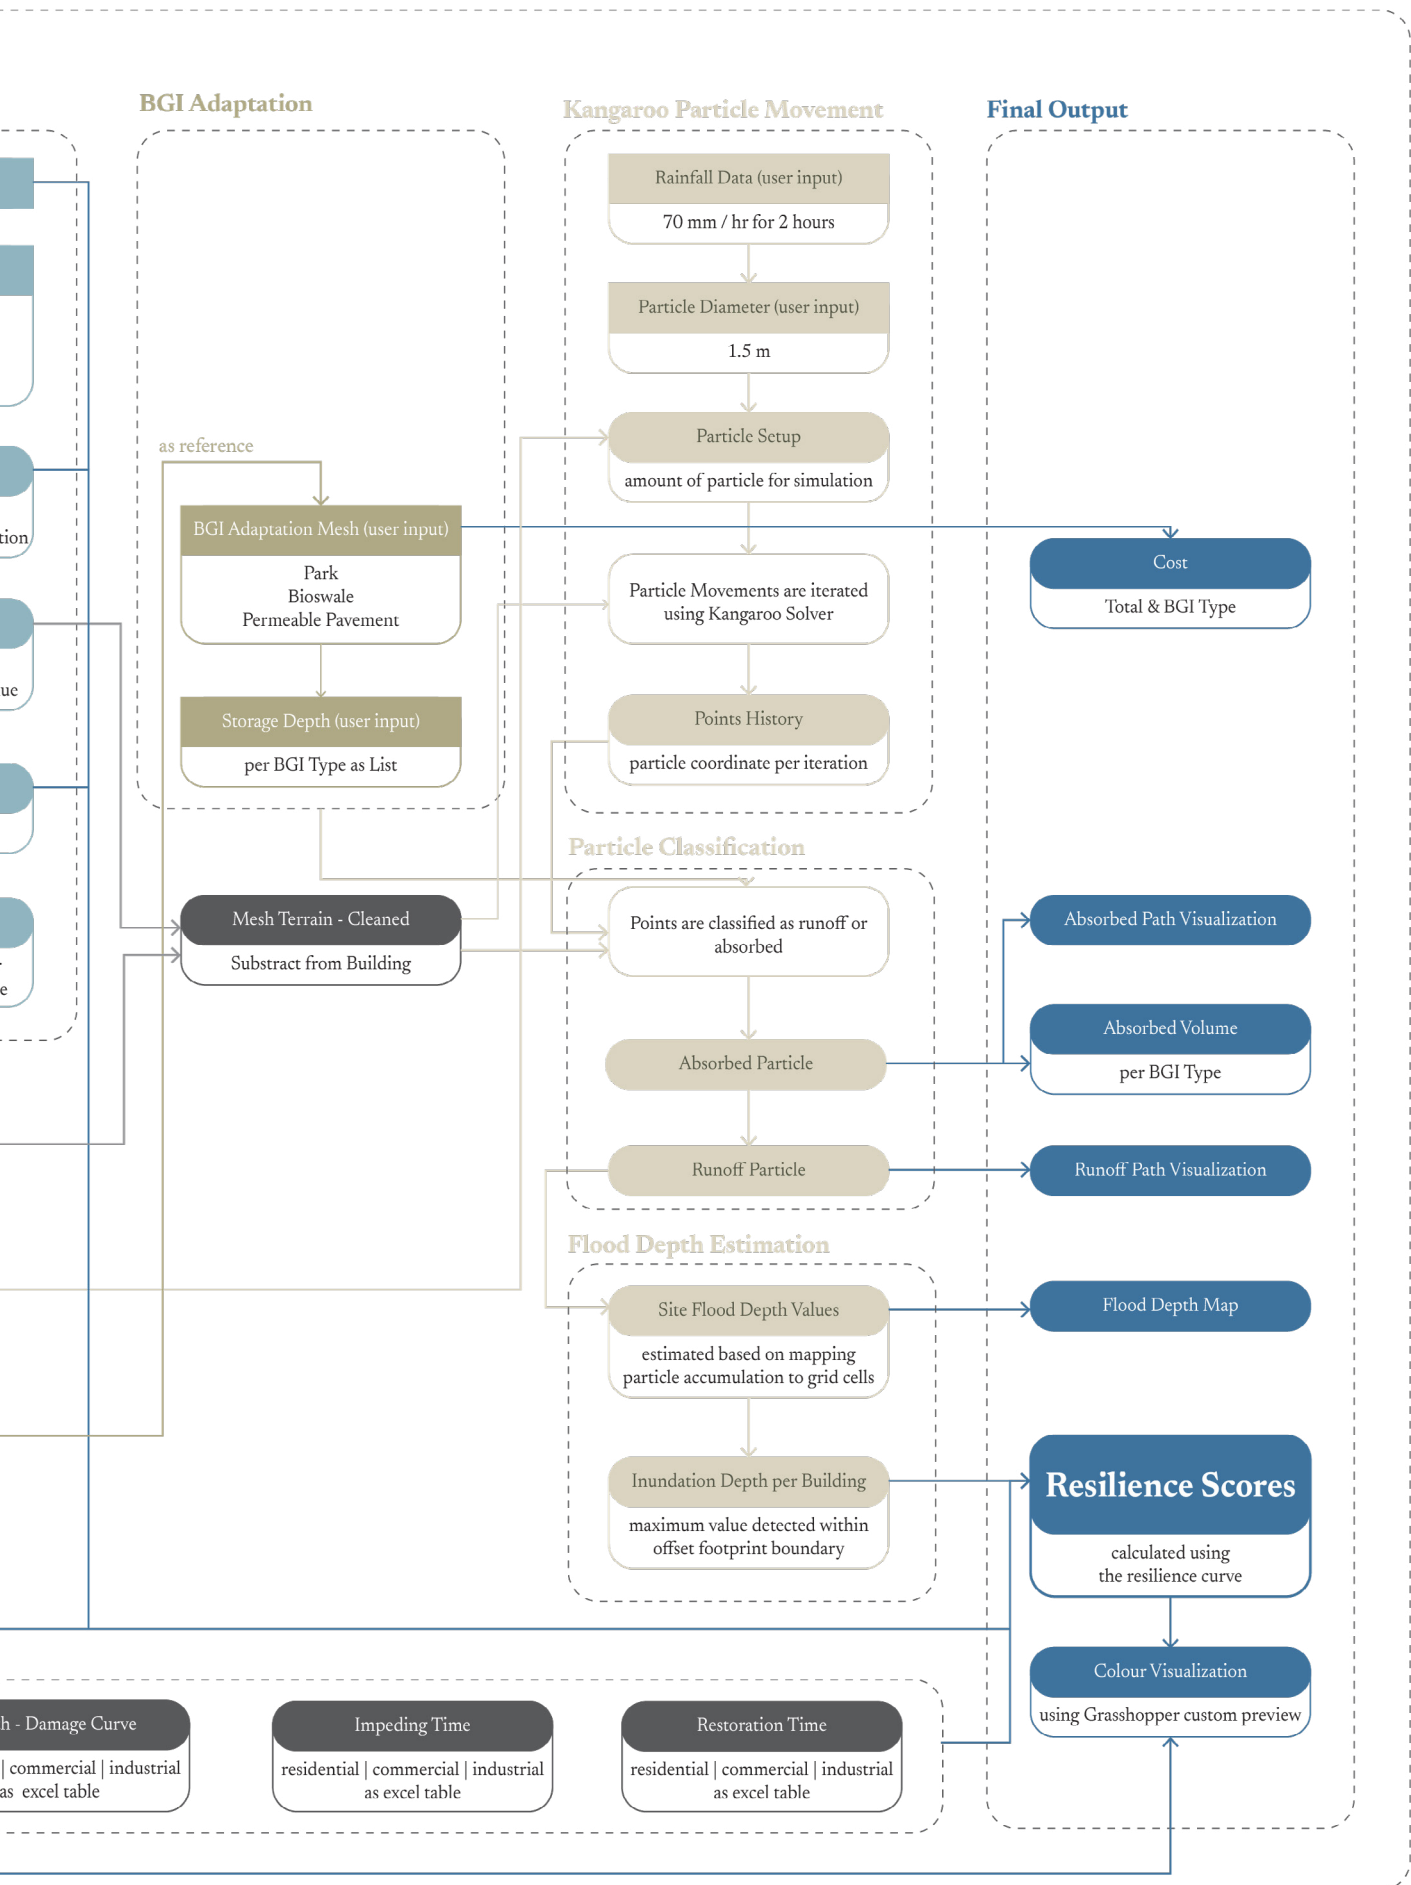 BGI Adaptation
as reference
BGI Adaptation Mesh (user input)
Park
Bioswale
Permeable Pavement
Storage Depth (user input)
per BGI Type as List
Mesh Terrain - Cleaned
Substract from Building
Kangaroo Particle Movement
Rainfall Data (user input)
70 mm / hr for 2 hours
Particle Diameter (user input)
1.5 m
Particle Setup
amount of particle for simulation
Particle Movements are iterated
using Kangaroo Solver
Points History
particle coordinate per iteration
Particle Classification
Points are classified as runoff or
absorbed
Absorbed Particle
Runoff Particle
Flood Depth Estimation
Site Flood Depth Values
estimated based on mapping
particle accumulation to grid cells
Inundation Depth per Building
maximum value detected within
offset footprint boundary
Final Output
Cost
Total & BGI Type
Absorbed Path Visualization
Absorbed Volume
per BGI Type
Runoff Path Visualization
Flood Depth Map
Resilience Scores
calculated using
the resilience curve
Colour Visualization
using Grasshopper custom preview
h - Damage Curve
| commercial | industrial
as excel table
Impeding Time
residential | commercial | industrial
as excel table
Restoration Time
residential | commercial | industrial
as excel table